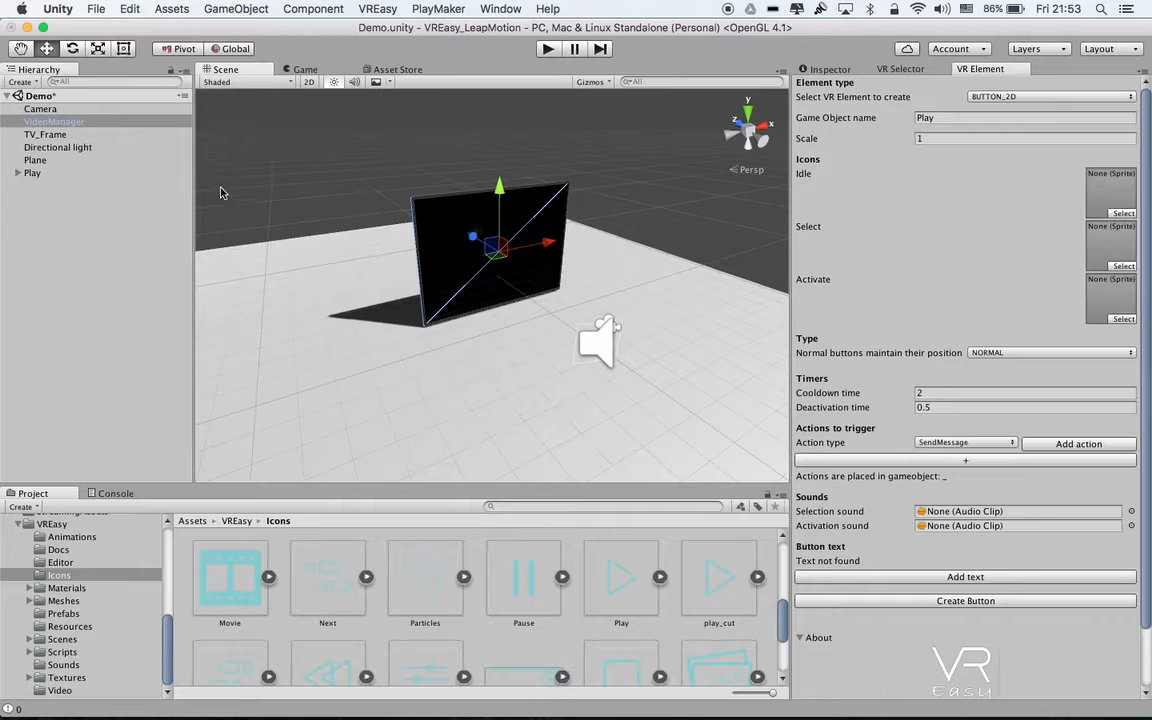 Unity File Edit Assets GameObject Component VREasy PlayMaker Window Help 86% Fri 21:53
Demo.unity - VREasy_LeapMotion - PC, Mac & Linux Standalone (Personal) <OpenGL 4.1>
Pivot Global Account Layers Layout
Hierarchy Scene Game Asset Store Inspector VR Selector VR Element
Create All Shaded 2D Gizmos All
Demo*
Camera
VideoManager
TV_Frame
Directional light
Plane
Play
y
z x
Persp
Element type
Select VR Element to create BUTTON_2D
Game Object name Play
Scale 1
Icons
Idle None (Sprite)
Select
Select None (Sprite)
Select
Activate None (Sprite)
Select
Type
Normal buttons maintain their position NORMAL
Timers
Cooldown time 2
Deactivation time 0.5
Actions to trigger
Action type SendMessage Add action
+
Actions are placed in gameobject: _
Sounds
Selection sound None (Audio Clip)
Activation sound None (Audio Clip)
Button text
Text not found
Add text
Create Button
About
VR
Easy
Project Console
Create
VREasy
Animations
Docs
Editor
Icons
Materials
Meshes
Prefabs
Resources
Scenes
Scripts
Sounds
Textures
Video
Assets VREasy Icons
Movie Next Particles Pause Play play_cut
0